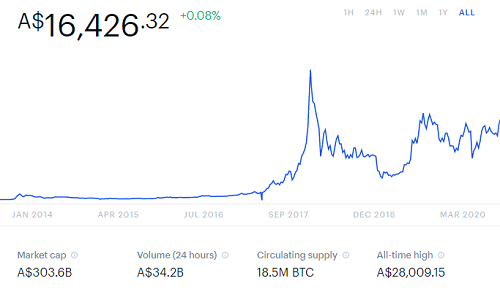 A$16,426.32 +0.08%
1H 24H 1W 1M 1Y ALL
JAN 2014 APR 2015 JUL 2016 SEP 2017 DEC 2018 MAR 2020
Market cap Volume (24 hours) Circulating supply All-time high
A$303.6B A$34.2B 18.5M BTC A$28,009.15